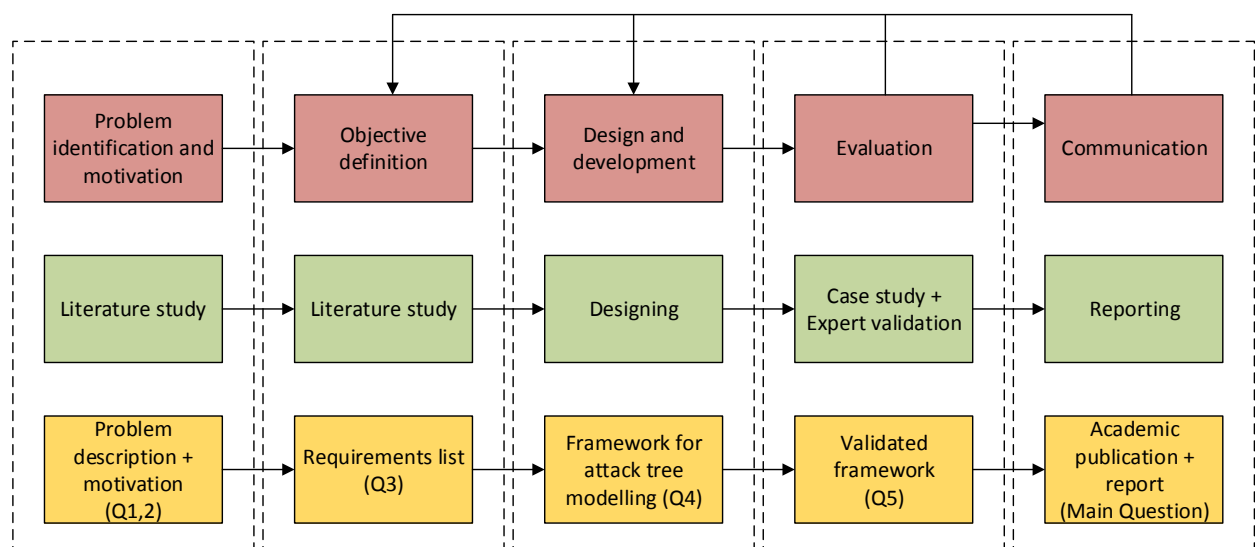 Problem
identification and
motivation
Objective
definition
Design and
development
Evaluation
Communication
Literature study
Literature study
Designing
Case study +
Expert validation
Reporting
Problem
description +
motivation
(Q1,2)
Requirements list
(Q3)
Framework for
attack tree
modelling (Q4)
Validated
framework
(Q5)
Academic
publication +
report
(Main Question)